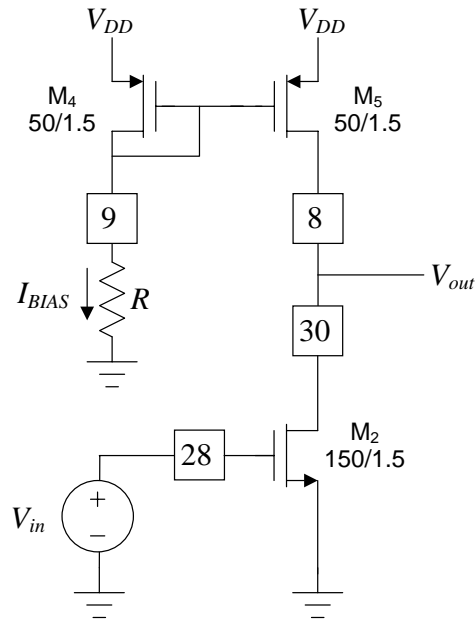 V_DD
V_DD
M₄
50/1.5
M₅
50/1.5
9
8
I_BIAS
R
V_out
30
28
M₂
150/1.5
V_in
+
−